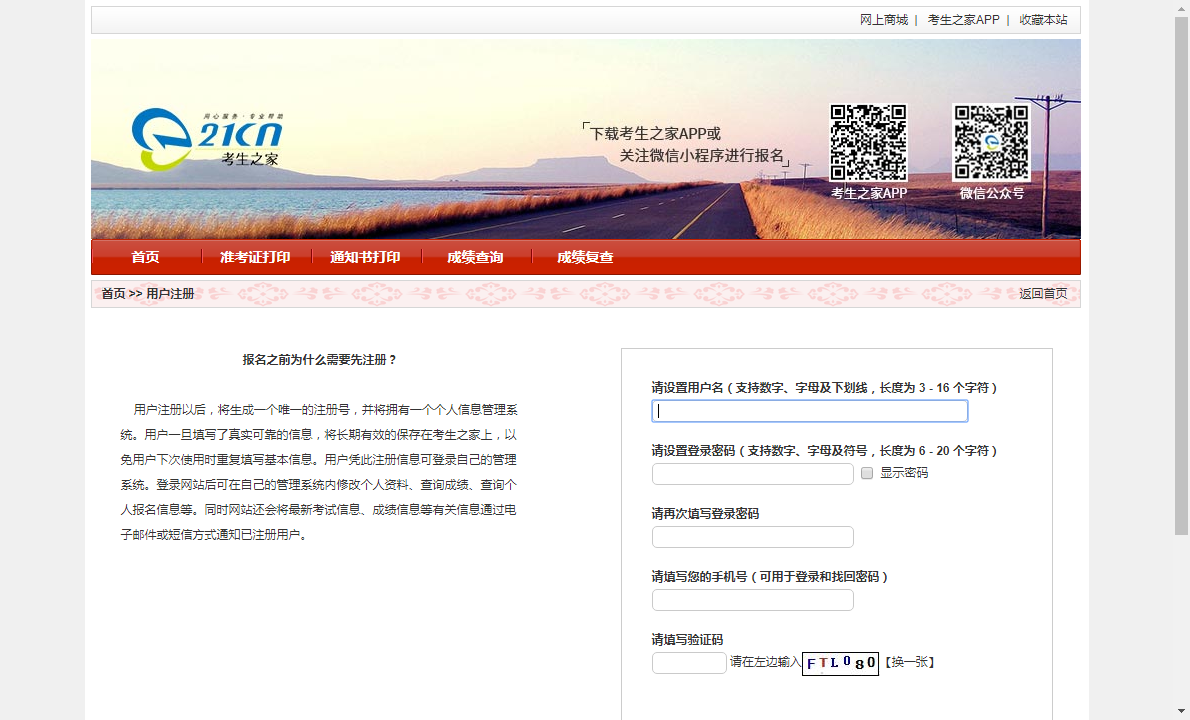 网上商城 | 考生之家APP | 收藏本站
同心服务·专业帮助
21CN
考生之家
「下载考生之家APP或
关注微信小程序进行报名」
考生之家APP
微信公众号
首页 准考证打印 通知书打印 成绩查询 成绩复查
首页 >> 用户注册 返回首页
报名之前为什么需要先注册？
用户注册以后，将生成一个唯一的注册号，并将拥有一个个人信息管理系
统。用户一旦填写了真实可靠的信息，将长期有效的保存在考生之家上，以
免用户下次使用时重复填写基本信息。用户凭此注册信息可登录自己的管理
系统。登录网站后可在自己的管理系统内修改个人资料、查询成绩、查询个
人报名信息等。同时网站还会将最新考试信息、成绩信息等有关信息通过电
子邮件或短信方式通知已注册用户。
请设置用户名（支持数字、字母及下划线，长度为 3 - 16 个字符）
请设置登录密码（支持数字、字母及符号，长度为 6 - 20 个字符）
显示密码
请再次填写登录密码
请填写您的手机号（可用于登录和找回密码）
请填写验证码
请在左边输入 FTL080 【换一张】